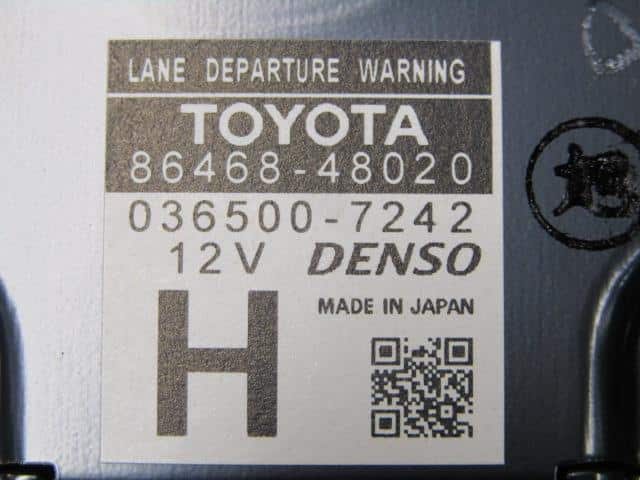 LANE DEPARTURE WARNING
TOYOTA
86468-48020
036500-7242
12V DENSO
H
MADE IN JAPAN